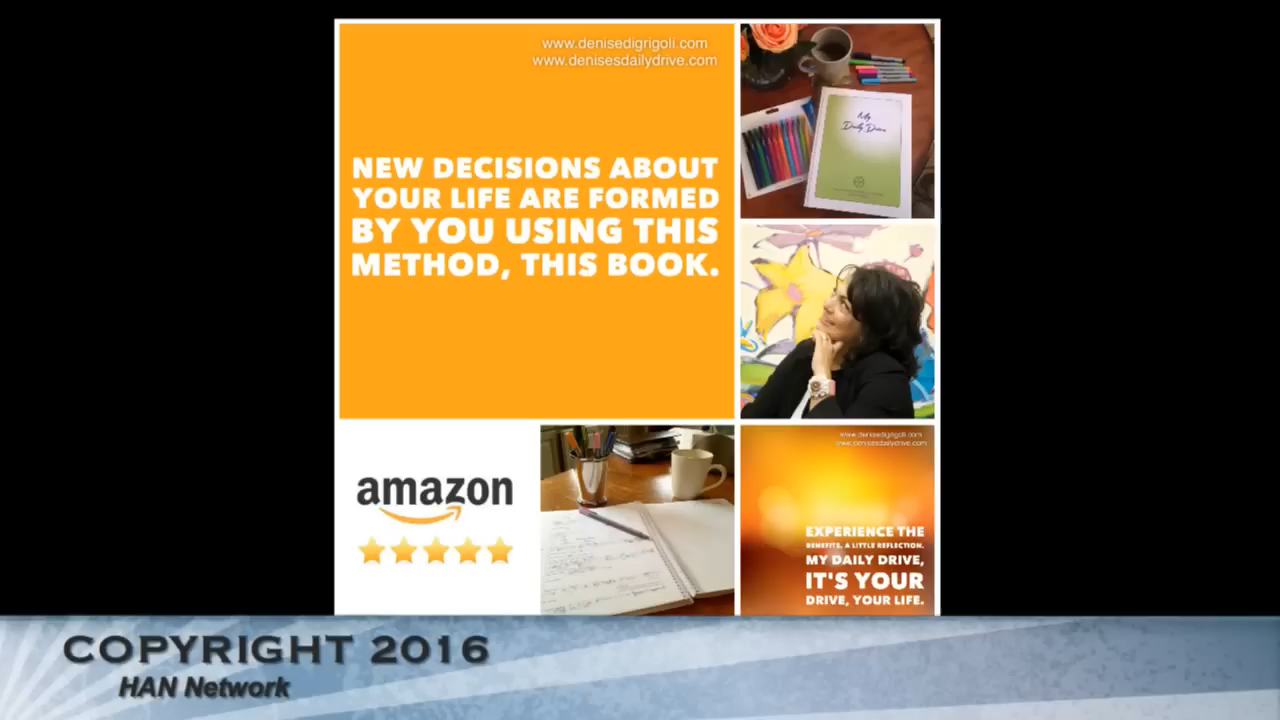 www.denisedigrigoli.com
www.denisesdailydrive.com
NEW DECISIONS ABOUT
YOUR LIFE ARE FORMED
BY YOU USING THIS
METHOD, THIS BOOK.
My
Daily Drive
amazon
www.denisedigrigoli.com
www.denisesdailydrive.com
EXPERIENCE THE
BENEFITS. A LITTLE REFLECTION.
MY DAILY DRIVE,
IT'S YOUR
DRIVE, YOUR LIFE.
COPYRIGHT 2016
HAN Network